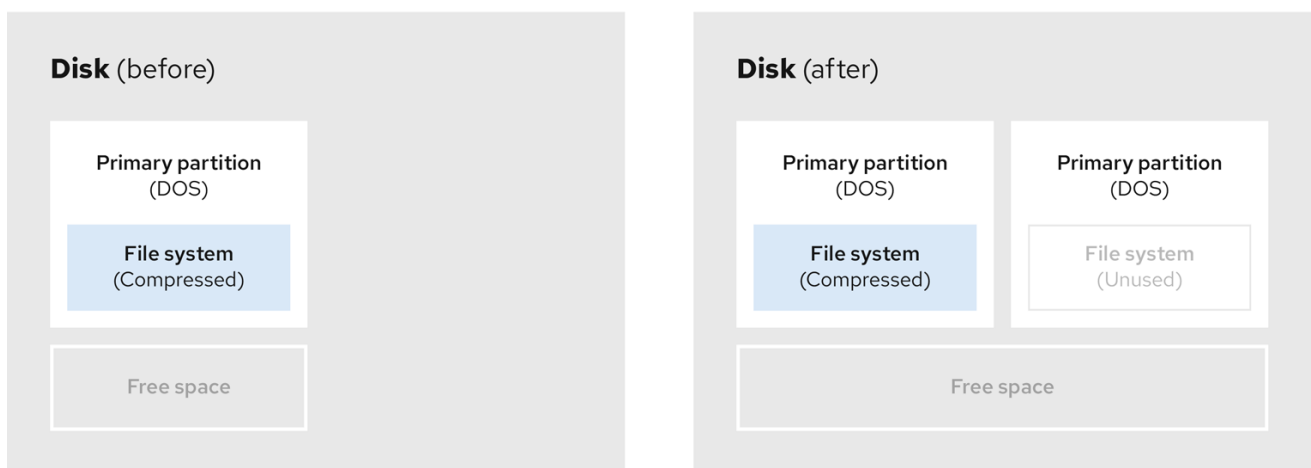 Disk (before)
Primary partition
(DOS)
File system
(Compressed)
Free space
Disk (after)
Primary partition
(DOS)
File system
(Compressed)
Primary partition
(DOS)
File system
(Unused)
Free space